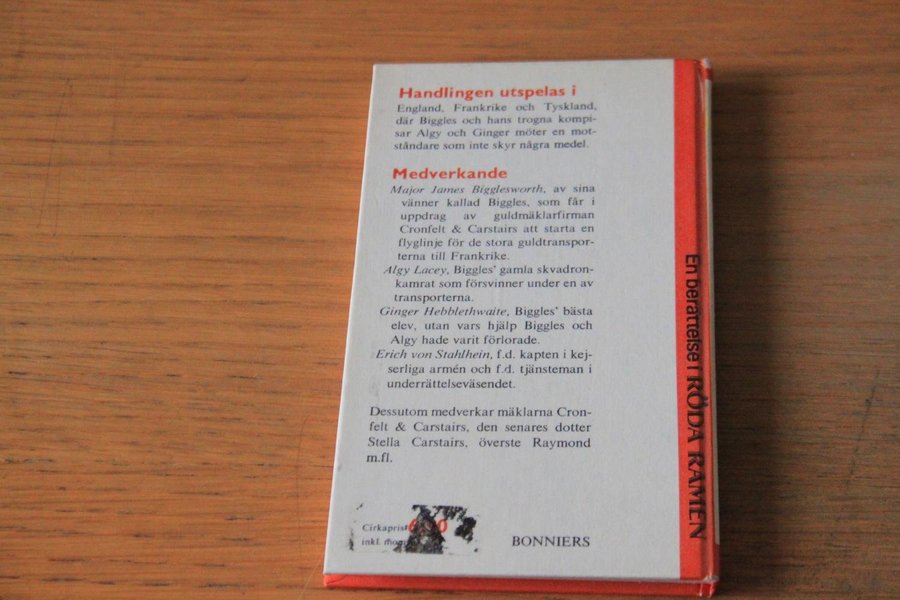 Handlingen utspelas i
England, Frankrike och Tyskland,
där Biggles och hans trogna kompi-
sar Algy och Ginger möter en mot-
ståndare som inte skyr några medel.
Medverkande
Major James Bigglesworth, av sina
vänner kallad Biggles, som får i
uppdrag av guldmäklarfirman
Cronfelt & Carstairs att starta en
flyglinje för de stora guldtranspor-
terna till Frankrike.
Algy Lacey, Biggles' gamla skvadron-
kamrat som försvinner under en av
transporterna.
Ginger Hebblethwaite, Biggles' bästa
elev, utan vars hjälp Biggles och
Algy hade varit förlorade.
Erich von Stahlhein, f.d. kapten i kej-
serliga armén och f.d. tjänsteman i
underrättelseväsendet.
Dessutom medverkar mäklarna Cron-
felt & Carstairs, den senares dotter
Stella Carstairs, överste Raymond
m.fl.
Cirkapris
inkl.
BONNIERS
En berättelse i RÖDA RAMEN